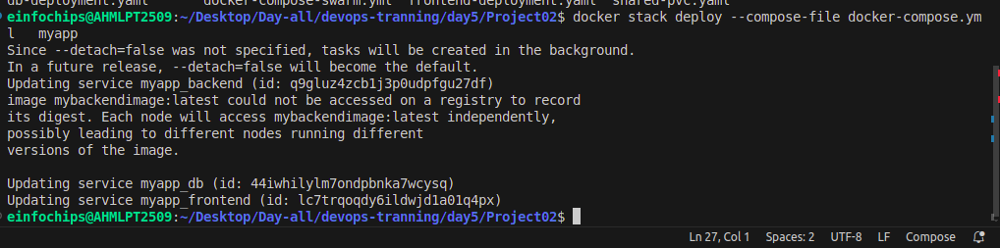 db-deployment.yaml docker-compose-swarm.yml frontend-deployment.yaml shared-pvc.yaml
einfochips@AHMLPT2509:~/Desktop/Day-all/devops-tranning/day5/Project02$ docker stack deploy --compose-file docker-compose.ym
l   myapp
Since --detach=false was not specified, tasks will be created in the background.
In a future release, --detach=false will become the default.
Updating service myapp_backend (id: q9gluz4zcb1j3p0udpfgu27df)
image mybackendimage:latest could not be accessed on a registry to record
its digest. Each node will access mybackendimage:latest independently,
possibly leading to different nodes running different
versions of the image.

Updating service myapp_db (id: 44iwhilylm7ondpbnka7wcysq)
Updating service myapp_frontend (id: lc7trqoqdy6ildwjd1a01q4px)
einfochips@AHMLPT2509:~/Desktop/Day-all/devops-tranning/day5/Project02$
Ln 27, Col 1 Spaces: 2 UTF-8 LF Compose